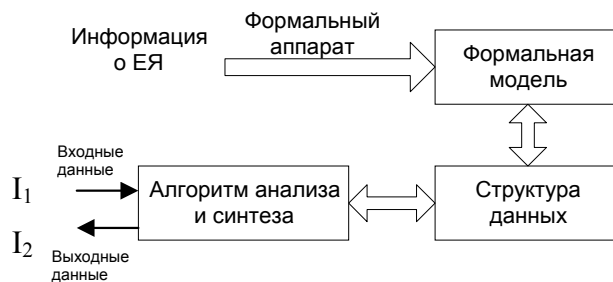 Информация
о ЕЯ
Формальный
аппарат
Формальная
модель
Входные
данные
I1
I2
Выходные
данные
Алгоритм анализа
и синтеза
Структура
данных